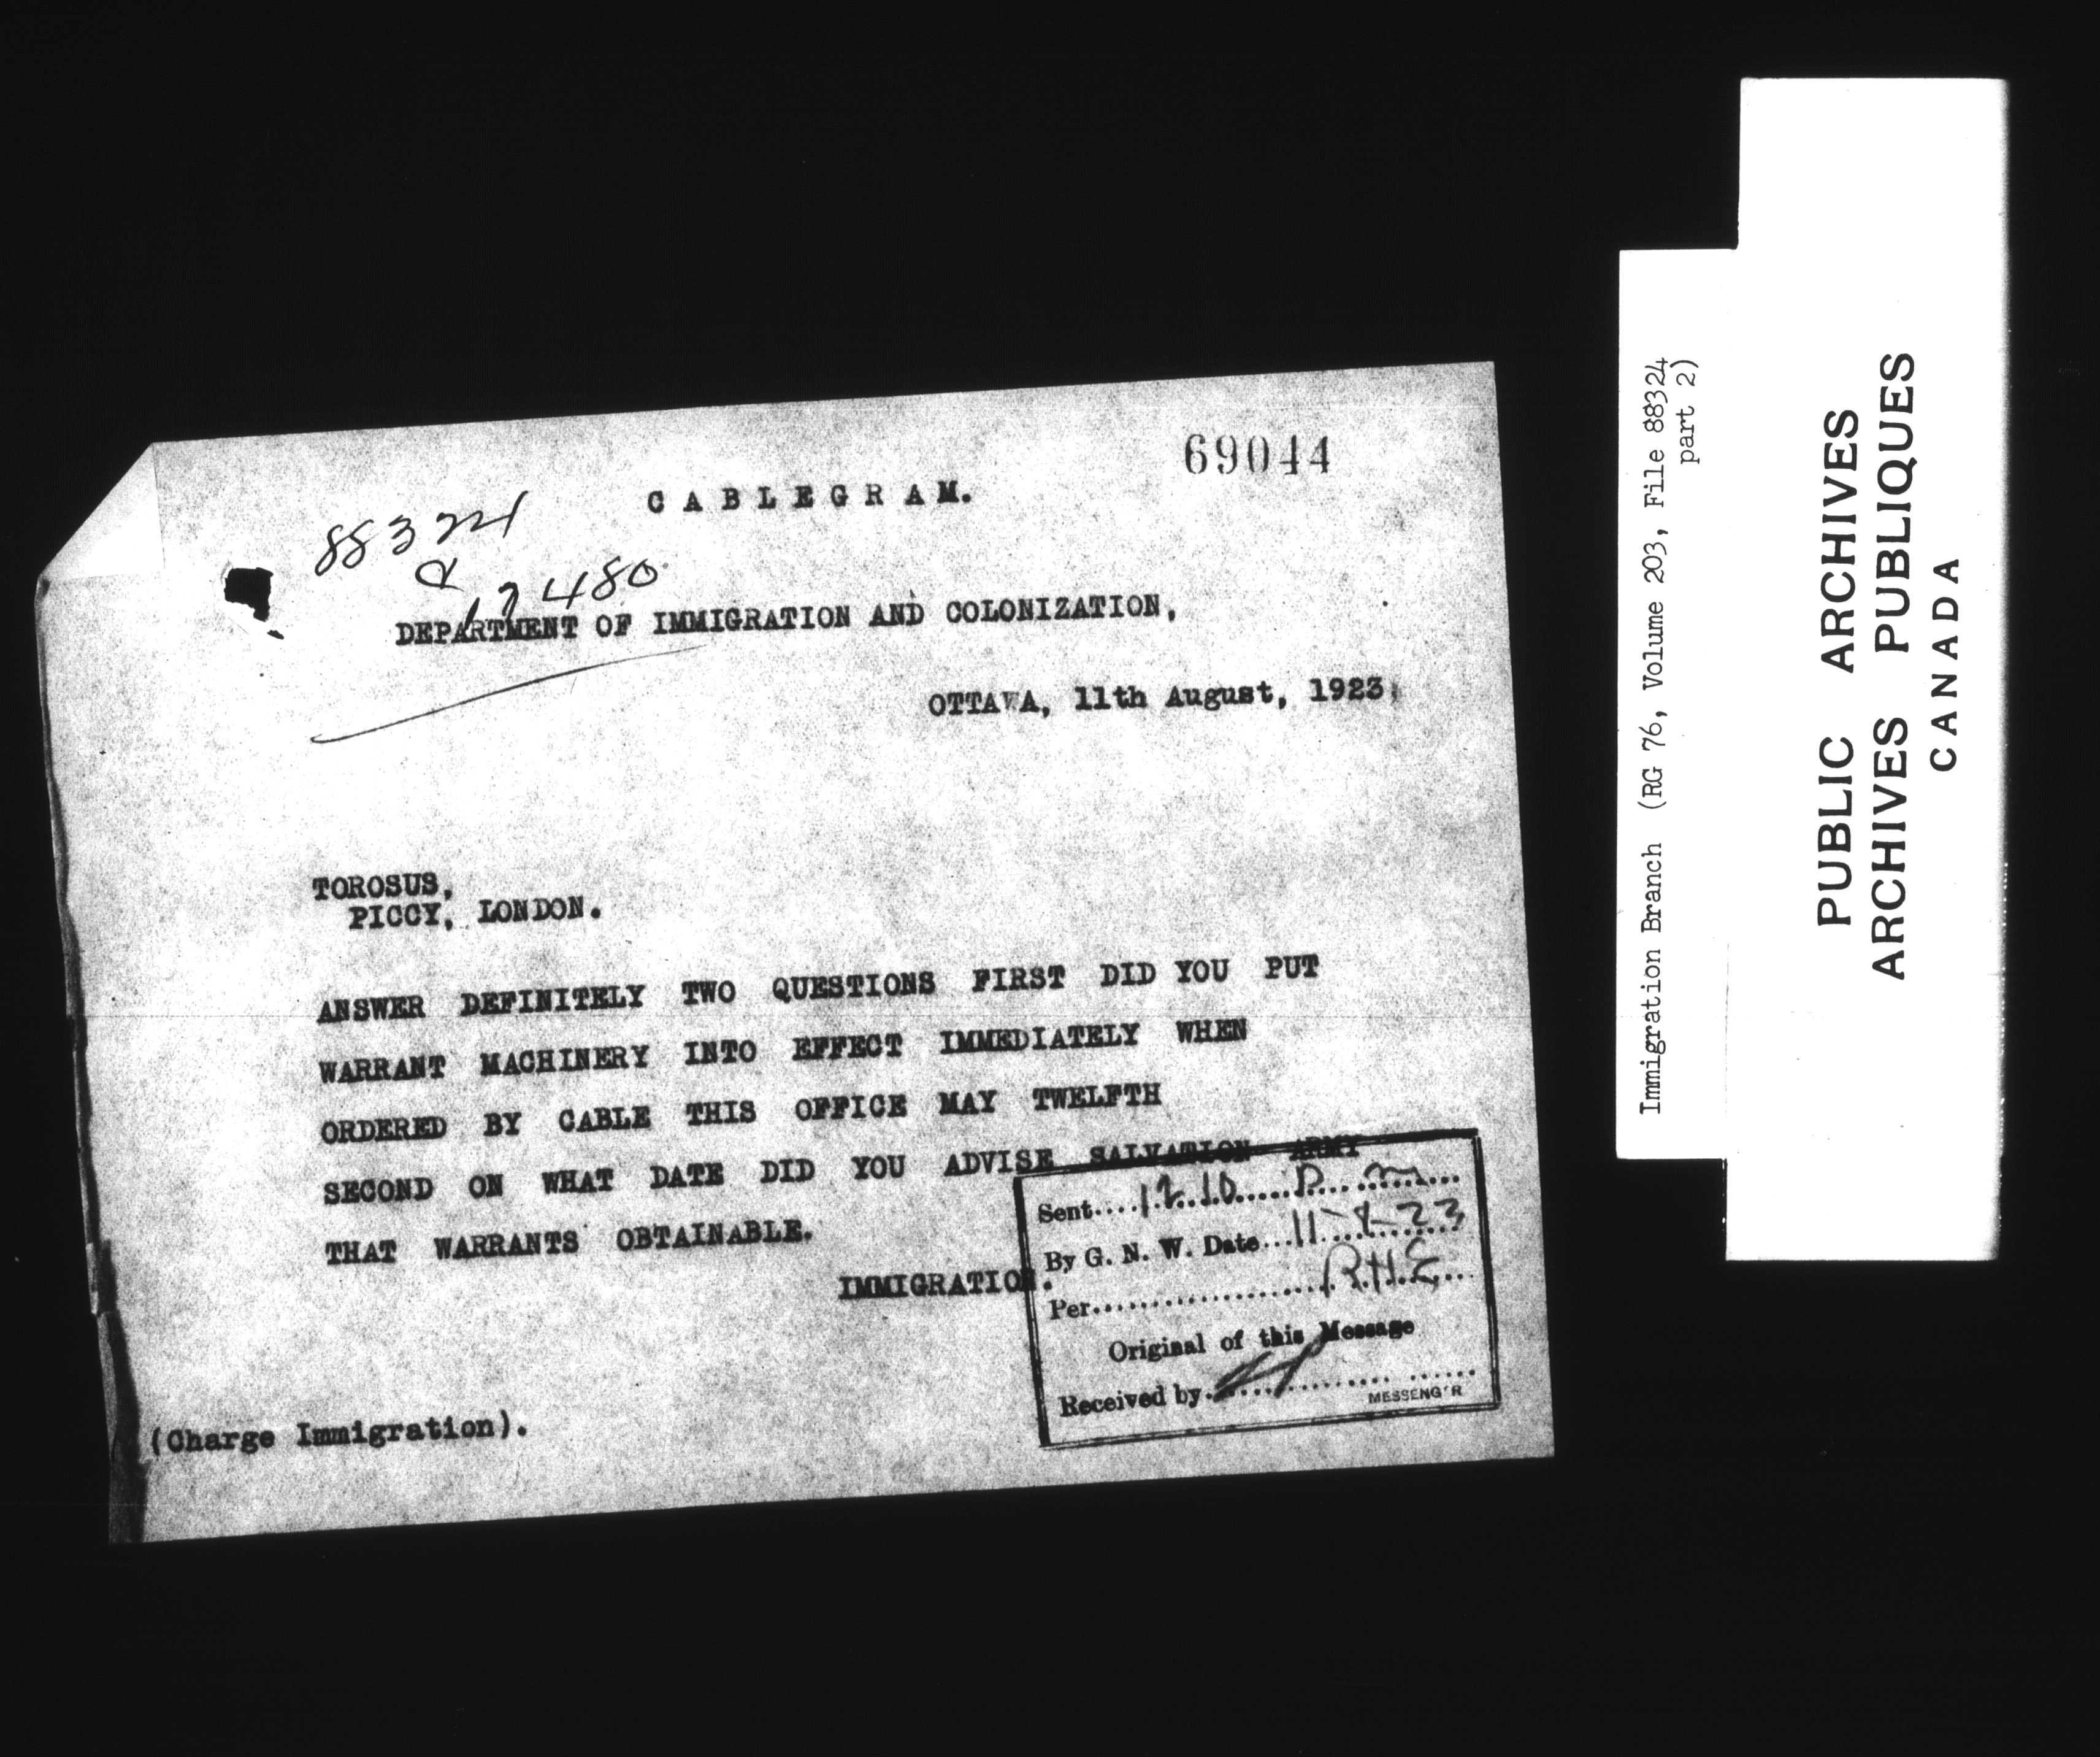 69044
C A B L E G R A M.
88324
&
12480
DEPARTMENT OF IMMIGRATION AND COLONIZATION,
OTTAWA, 11th August, 1923.
TOROSUS,
PICCY, LONDON.
ANSWER DEFINITELY TWO QUESTIONS FIRST DID YOU PUT
WARRANT MACHINERY INTO EFFECT IMMEDIATELY WHEN
ORDERED BY CABLE THIS OFFICE MAY TWELFTH
SECOND ON WHAT DATE DID YOU ADVISE SALVATION ARMY
THAT WARRANTS OBTAINABLE.
IMMIGRATION.
Sent....12.10.....P....m....
By G. N. W. Date...11-8-23
Per....................R.H.E....
Original of this Message
Received by....................
MESSENG'R
(Charge Immigration).
Immigration Branch (RG 76, Volume 203, File 88324
part 2)
PUBLIC ARCHIVES
ARCHIVES PUBLIQUES
CANADA